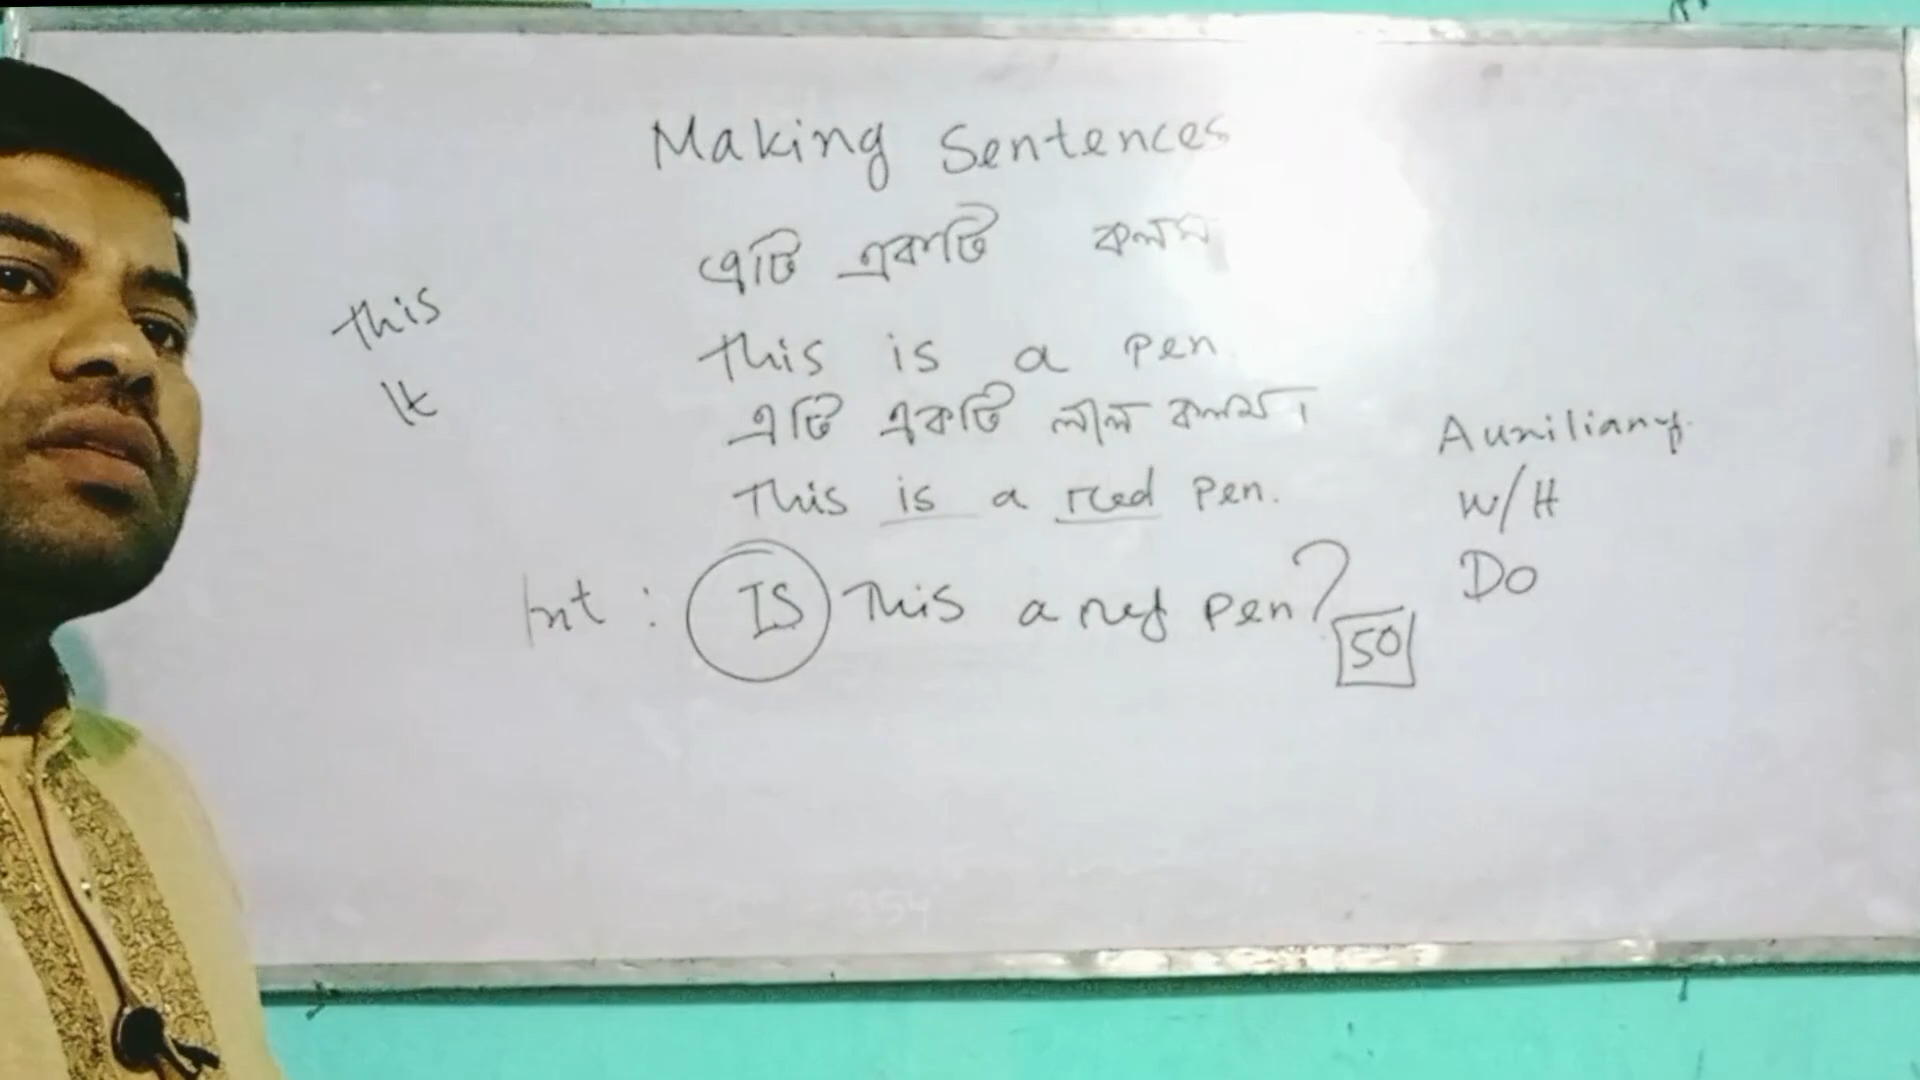 Making Sentences
এটি একটি কলম
This is a pen.
এটি একটি লাল কলম।
This is a red pen.
Int : Is This a red pen?
50
This
It
Auxiliary
W/H
Do